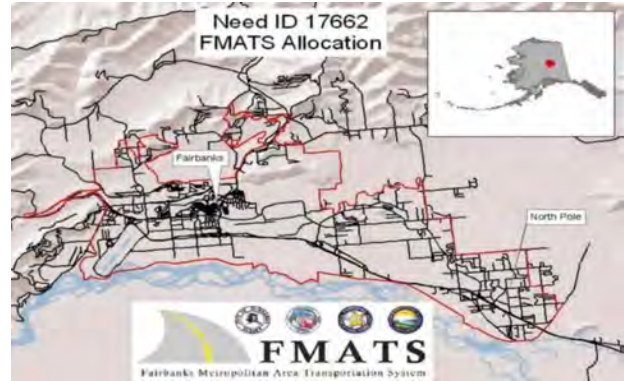 Need ID 17662
FMATS Allocation
Fairbanks
North Pole
FMATS
Fairbanks Metropolitan Area Transportation System